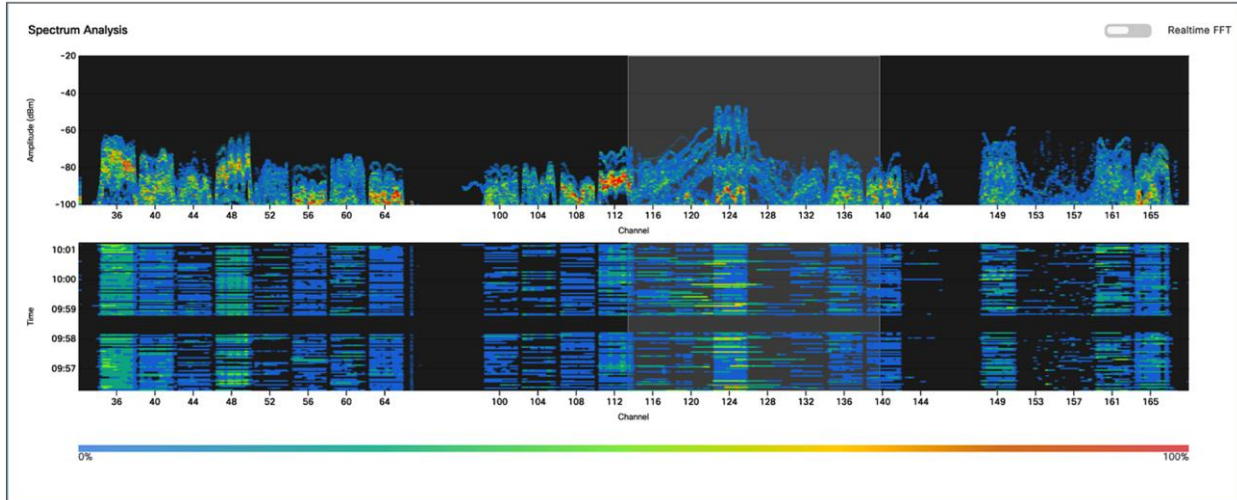 Spectrum Analysis
Realtime FFT
-20
-40
-60
-80
-100
Amplitude (dBm)
36 40 44 48 52 56 60 64 100 104 108 112 116 120 124 128 132 136 140 144 149 153 157 161 165
Channel
10:01
10:00
09:59
09:58
09:57
Time
36 40 44 48 52 56 60 64 100 104 108 112 116 120 124 128 132 136 140 144 149 153 157 161 165
Channel
0% 100%